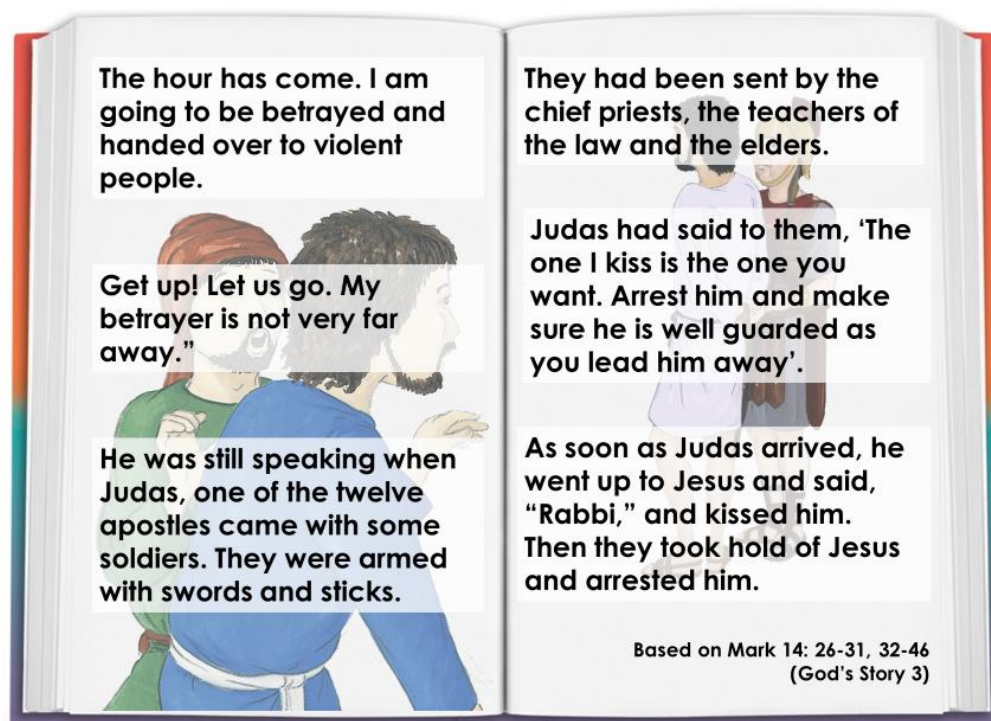 The hour has come. I am
going to be betrayed and
handed over to violent
people.
Get up! Let us go. My
betrayer is not very far
away.”
He was still speaking when
Judas, one of the twelve
apostles came with some
soldiers. They were armed
with swords and sticks.
They had been sent by the
chief priests, the teachers of
the law and the elders.
Judas had said to them, ‘The
one I kiss is the one you
want. Arrest him and make
sure he is well guarded as
you lead him away’.
As soon as Judas arrived, he
went up to Jesus and said,
“Rabbi,” and kissed him.
Then they took hold of Jesus
and arrested him.
Based on Mark 14: 26-31, 32-46
(God’s Story 3)